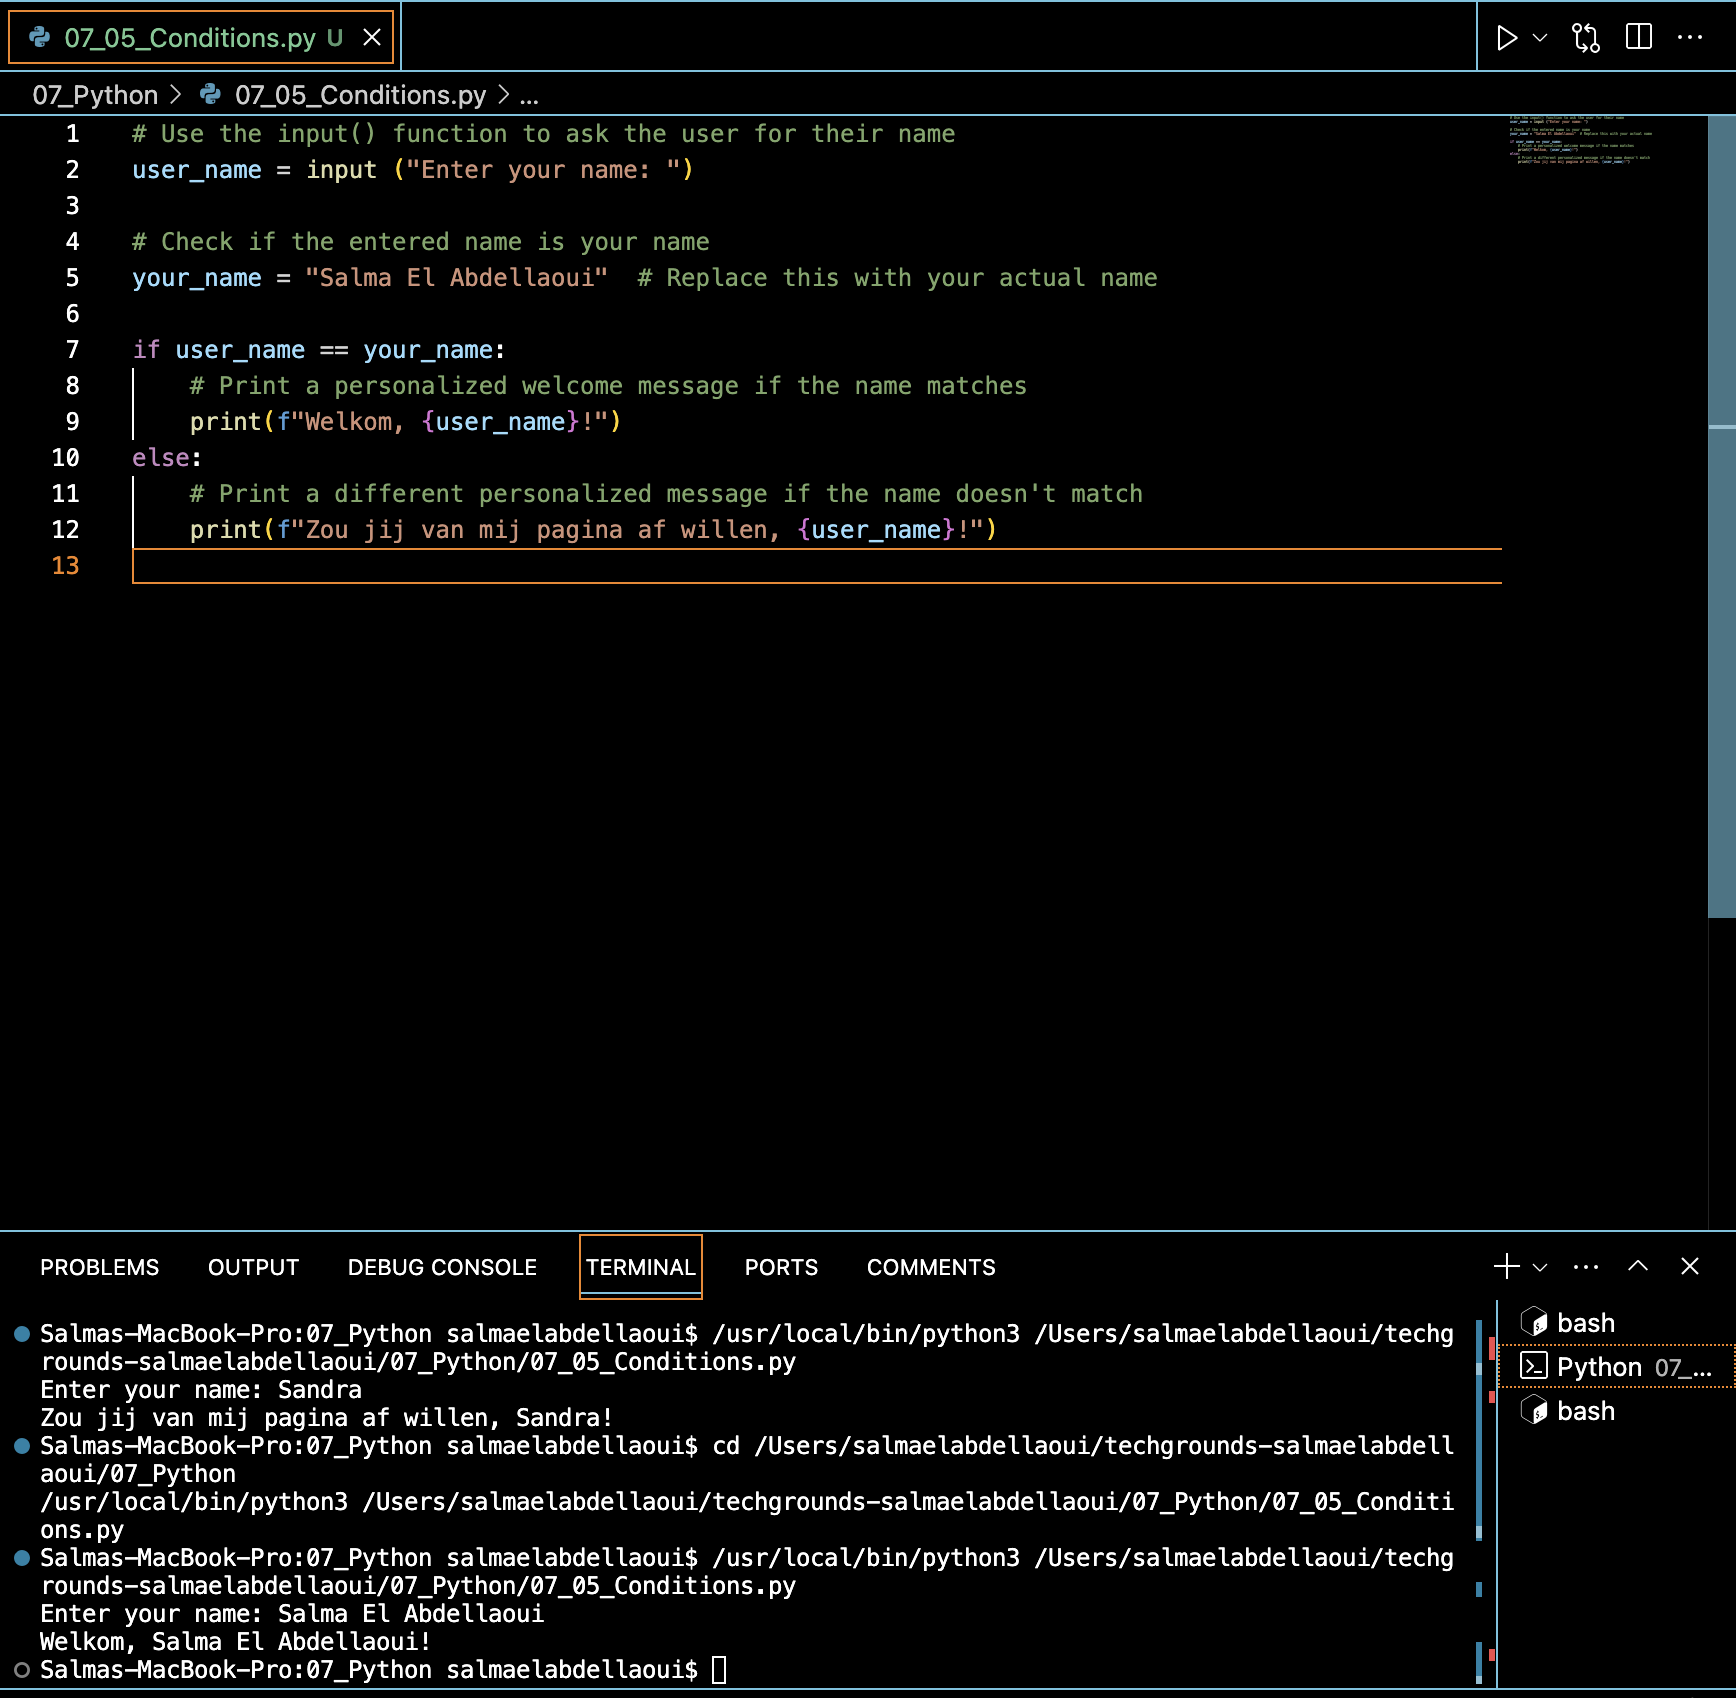 07_05_Conditions.py U
07_Python > 07_05_Conditions.py > ...
1 # Use the input() function to ask the user for their name
2 user_name = input ("Enter your name: ")
3
4 # Check if the entered name is your name
5 your_name = "Salma El Abdellaoui"  # Replace this with your actual name
6
7 if user_name == your_name:
8     # Print a personalized welcome message if the name matches
9     print(f"Welkom, {user_name}!")
10 else:
11     # Print a different personalized message if the name doesn't match
12     print(f"Zou jij van mij pagina af willen, {user_name}!")
13
PROBLEMS OUTPUT DEBUG CONSOLE TERMINAL PORTS COMMENTS
Salmas-MacBook-Pro:07_Python salmaelabdellaoui$ /usr/local/bin/python3 /Users/salmaelabdellaoui/techg
rounds-salmaelabdellaoui/07_Python/07_05_Conditions.py
Enter your name: Sandra
Zou jij van mij pagina af willen, Sandra!
Salmas-MacBook-Pro:07_Python salmaelabdellaoui$ cd /Users/salmaelabdellaoui/techgrounds-salmaelabdell
aoui/07_Python
/usr/local/bin/python3 /Users/salmaelabdellaoui/techgrounds-salmaelabdellaoui/07_Python/07_05_Conditi
ons.py
Salmas-MacBook-Pro:07_Python salmaelabdellaoui$ /usr/local/bin/python3 /Users/salmaelabdellaoui/techg
rounds-salmaelabdellaoui/07_Python/07_05_Conditions.py
Enter your name: Salma El Abdellaoui
Welkom, Salma El Abdellaoui!
Salmas-MacBook-Pro:07_Python salmaelabdellaoui$
bash
Python 07_...
bash